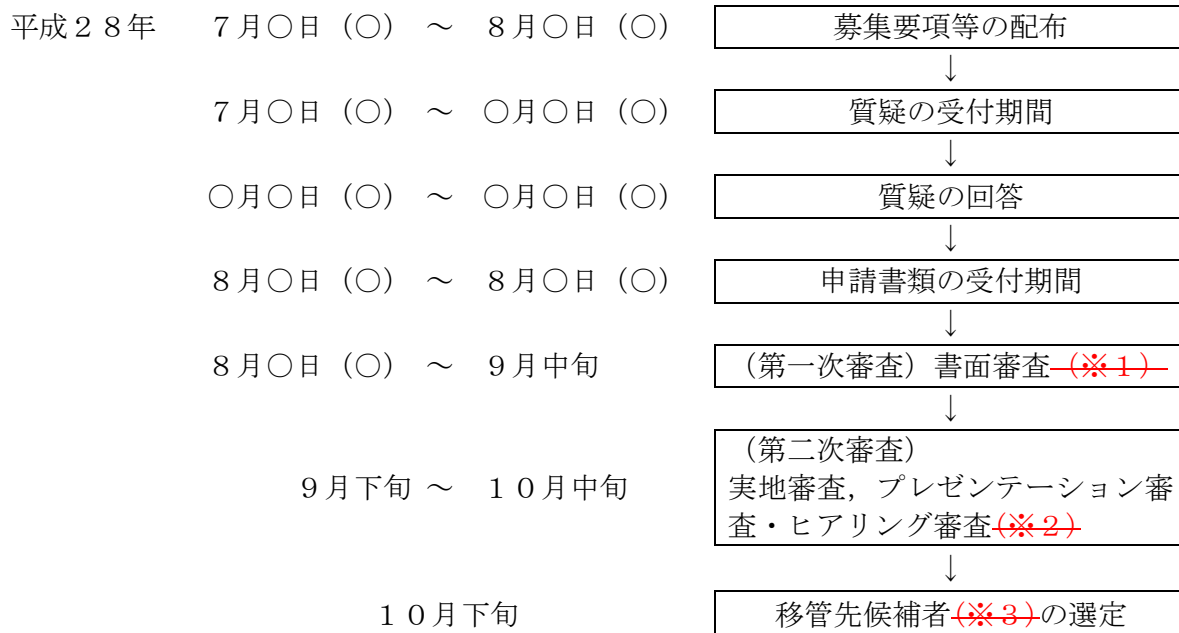 平成２８年　７月○日（○）　～　８月○日（○）　募集要項等の配布
↓
７月○日（○）　～　○月○日（○）　質疑の受付期間
↓
○月○日（○）　～　○月○日（○）　質疑の回答
↓
８月○日（○）　～　８月○日（○）　申請書類の受付期間
↓
８月○日（○）　～　９月中旬　（第一次審査）書面審査（※１）
↓
９月下旬 ～　１０月中旬
（第二次審査）
実地審査，プレゼンテーション審
査・ヒアリング審査（※２）
↓
１０月下旬　移管先候補者（※３）の選定